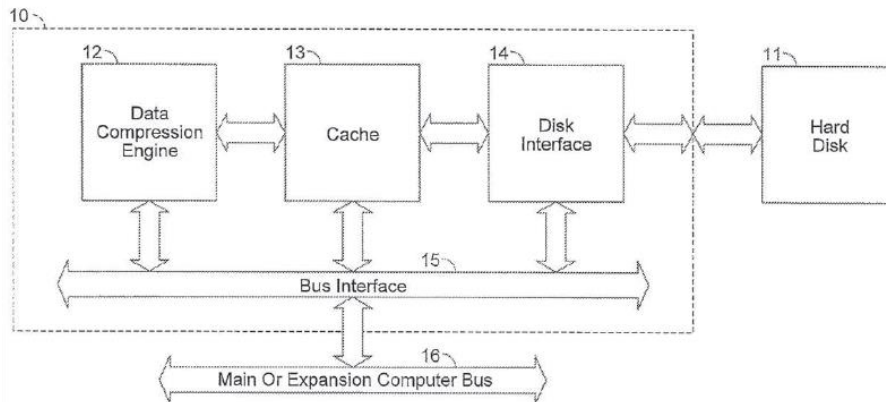 10
12
13
14
11
Data
Compression
Engine
Cache
Disk
Interface
Hard
Disk
15
Bus Interface
16
Main Or Expansion Computer Bus